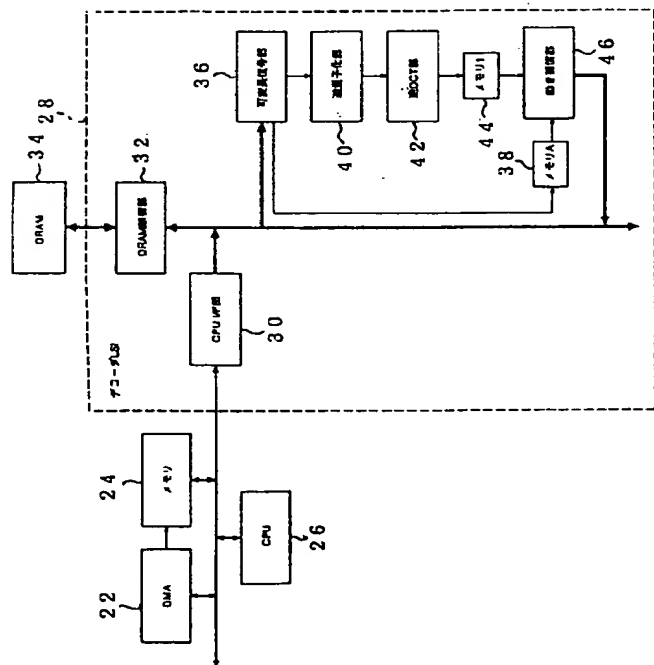 34
DRAM
28
32
DRAM制御部
デコーダLSI
CPU I/F部
30
36
可変長復号部
40
逆量子化部
42
逆DCT部
44
メモリI
46
動き補償部
38
メモリA
24
メモリ
22
DMA
26
CPU